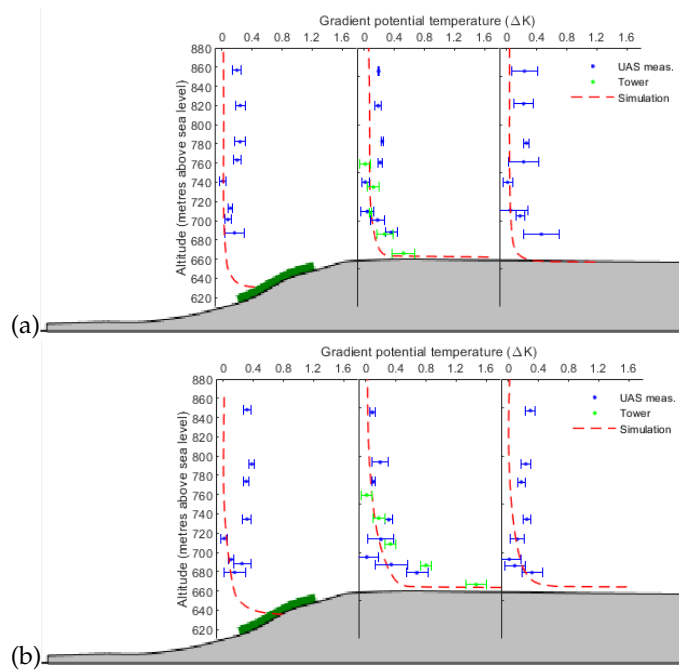 Gradient potential temperature (ΔK)
0 0.4 0.8 1.2 1.6 0 0.4 0.8 1.2 1.6 0 0.4 0.8 1.2 1.6
Altitude (metres above sea level)
880
860
840
820
800
780
760
740
720
700
680
660
640
620
UAS meas.
Tower
Simulation
(a)
Gradient potential temperature (ΔK)
0 0.4 0.8 1.2 1.6 0 0.4 0.8 1.2 1.6 0 0.4 0.8 1.2 1.6
Altitude (metres above sea level)
880
860
840
820
800
780
760
740
720
700
680
660
640
620
UAS meas.
Tower
Simulation
(b)